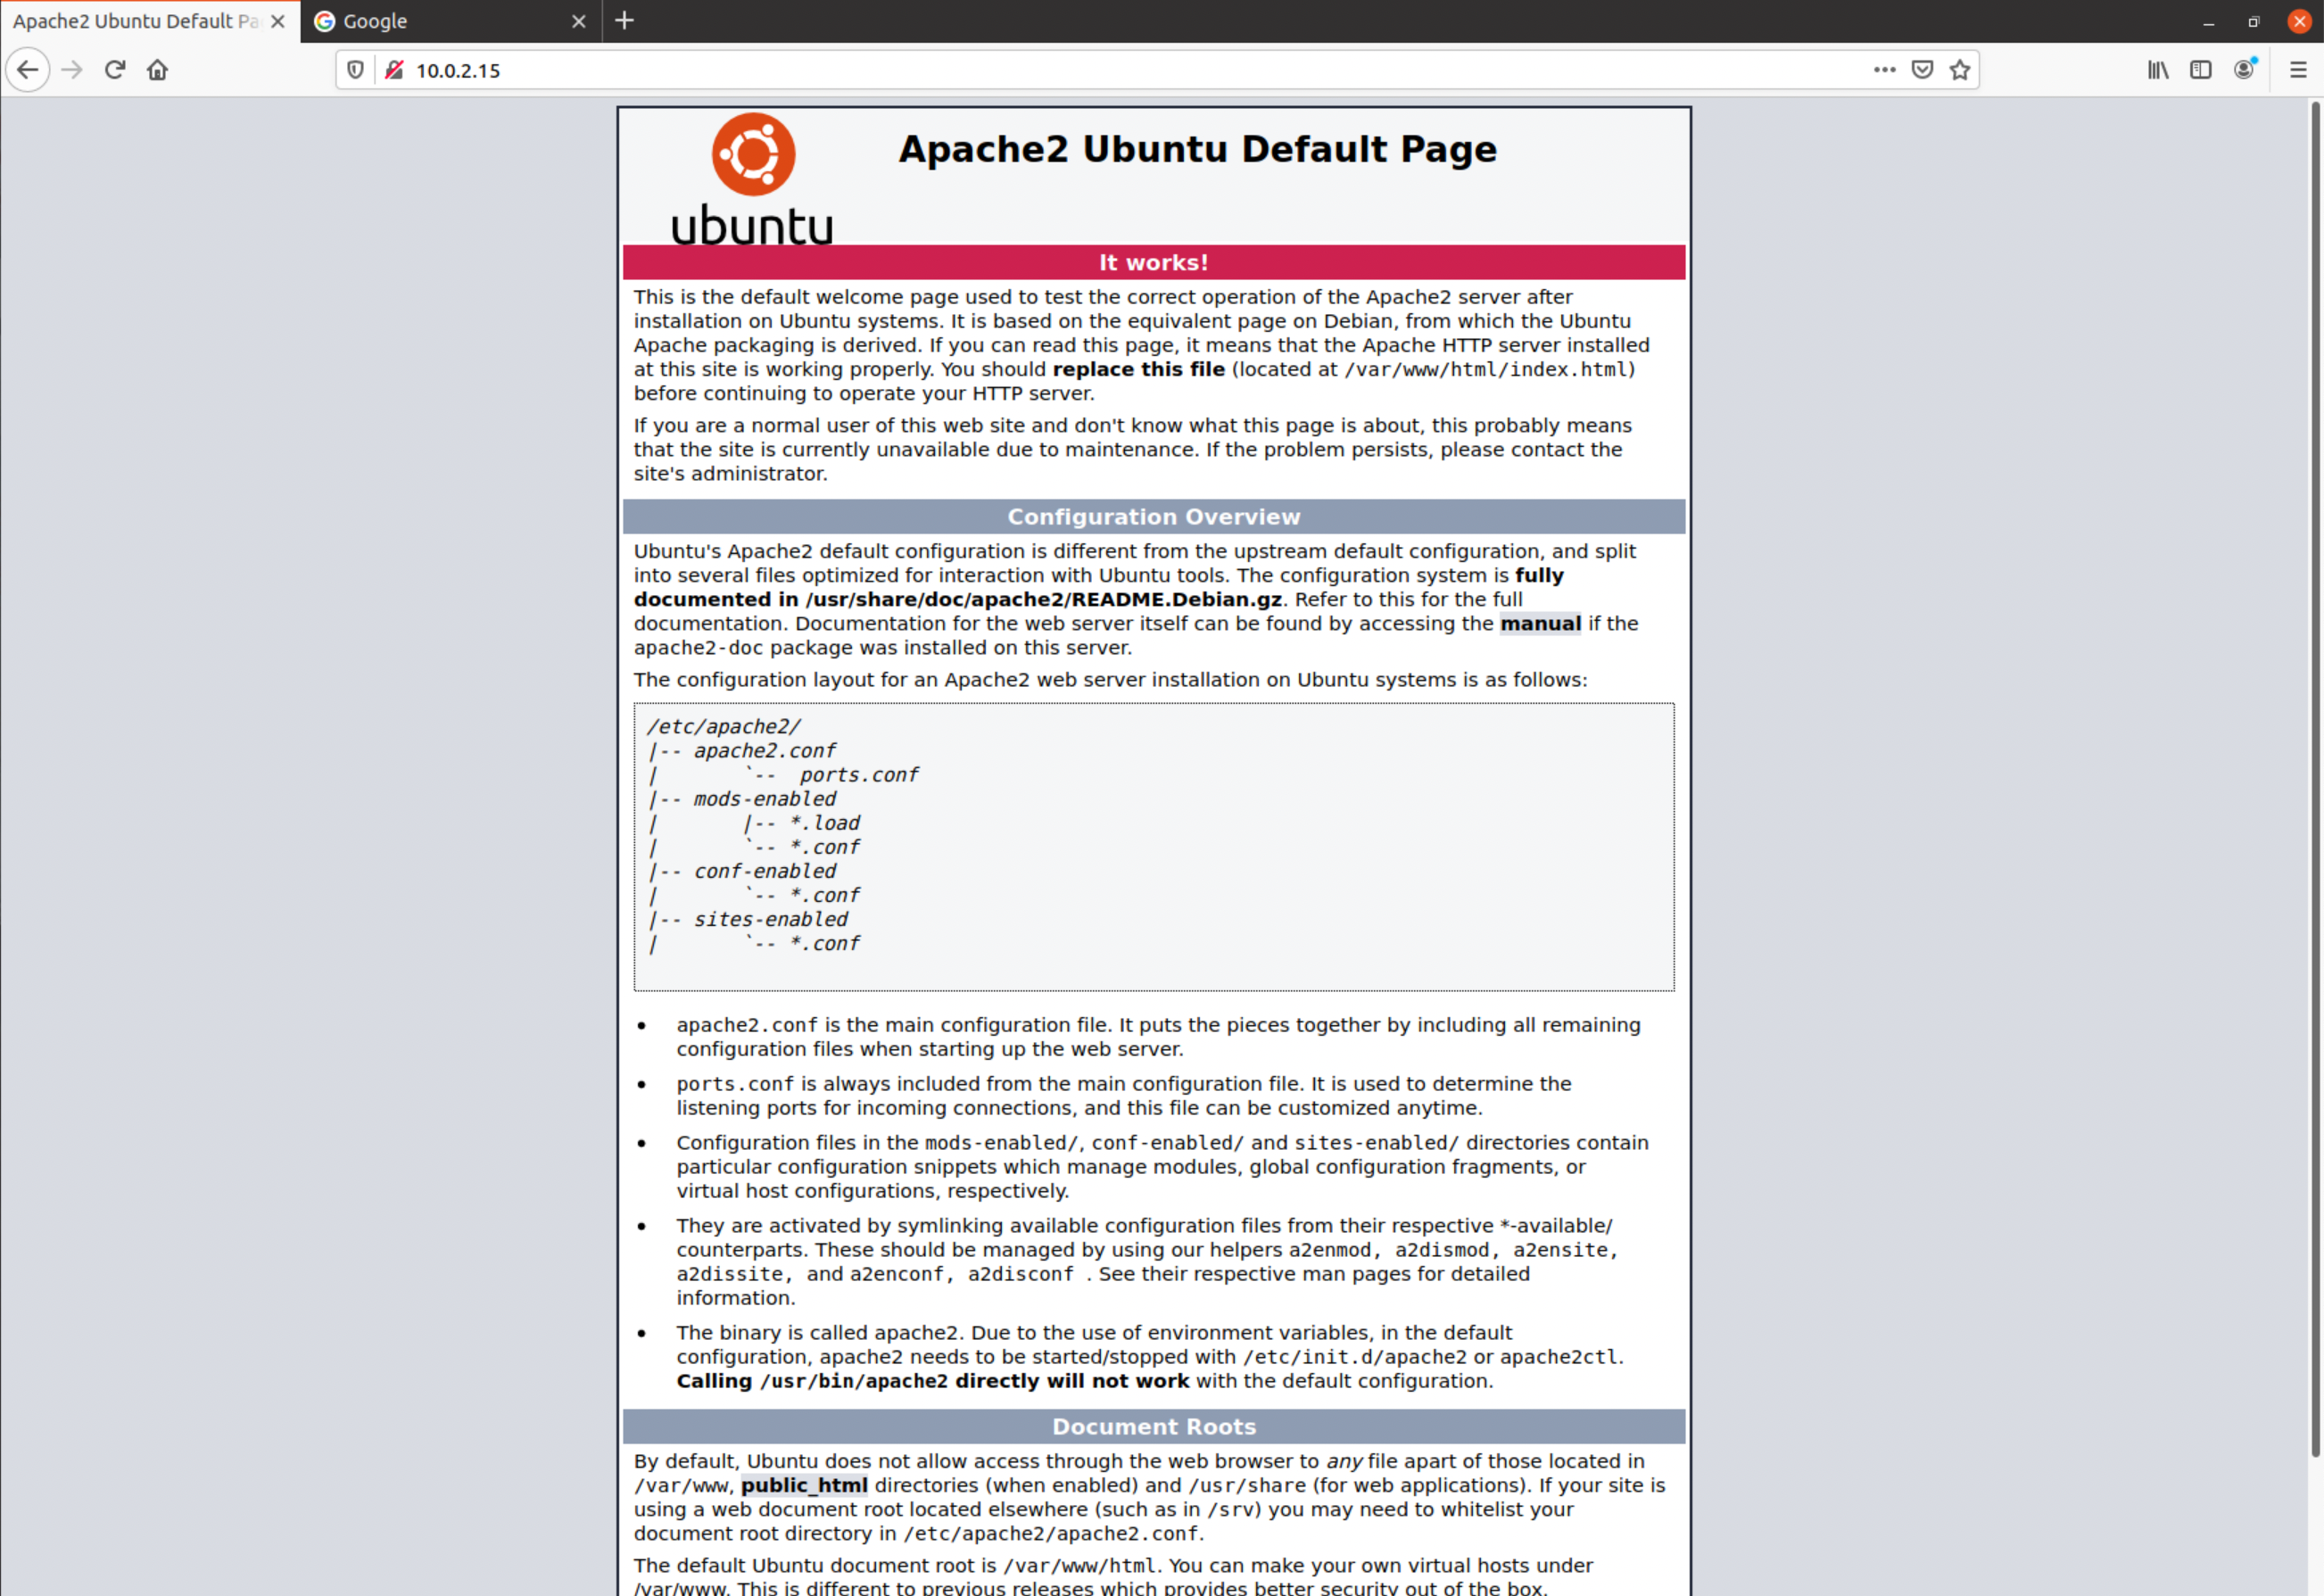 Apache2 Ubuntu Default Pa
Google
10.0.2.15
ubuntu
Apache2 Ubuntu Default Page
It works!
This is the default welcome page used to test the correct operation of the Apache2 server after
installation on Ubuntu systems. It is based on the equivalent page on Debian, from which the Ubuntu
Apache packaging is derived. If you can read this page, it means that the Apache HTTP server installed
at this site is working properly. You should replace this file (located at /var/www/html/index.html)
before continuing to operate your HTTP server.
If you are a normal user of this web site and don't know what this page is about, this probably means
that the site is currently unavailable due to maintenance. If the problem persists, please contact the
site's administrator.
Configuration Overview
Ubuntu's Apache2 default configuration is different from the upstream default configuration, and split
into several files optimized for interaction with Ubuntu tools. The configuration system is fully
documented in /usr/share/doc/apache2/README.Debian.gz. Refer to this for the full
documentation. Documentation for the web server itself can be found by accessing the manual if the
apache2-doc package was installed on this server.
The configuration layout for an Apache2 web server installation on Ubuntu systems is as follows:
/etc/apache2/
|-- apache2.conf
|       `--  ports.conf
|-- mods-enabled
|       |-- *.load
|       `-- *.conf
|-- conf-enabled
|       `-- *.conf
|-- sites-enabled
|       `-- *.conf
• apache2.conf is the main configuration file. It puts the pieces together by including all remaining
configuration files when starting up the web server.
• ports.conf is always included from the main configuration file. It is used to determine the
listening ports for incoming connections, and this file can be customized anytime.
• Configuration files in the mods-enabled/, conf-enabled/ and sites-enabled/ directories contain
particular configuration snippets which manage modules, global configuration fragments, or
virtual host configurations, respectively.
• They are activated by symlinking available configuration files from their respective *-available/
counterparts. These should be managed by using our helpers a2enmod, a2dismod, a2ensite,
a2dissite, and a2enconf, a2disconf . See their respective man pages for detailed
information.
• The binary is called apache2. Due to the use of environment variables, in the default
configuration, apache2 needs to be started/stopped with /etc/init.d/apache2 or apache2ctl.
Calling /usr/bin/apache2 directly will not work with the default configuration.
Document Roots
By default, Ubuntu does not allow access through the web browser to any file apart of those located in
/var/www, public_html directories (when enabled) and /usr/share (for web applications). If your site is
using a web document root located elsewhere (such as in /srv) you may need to whitelist your
document root directory in /etc/apache2/apache2.conf.
The default Ubuntu document root is /var/www/html. You can make your own virtual hosts under
/var/www. This is different to previous releases which provides better security out of the box.